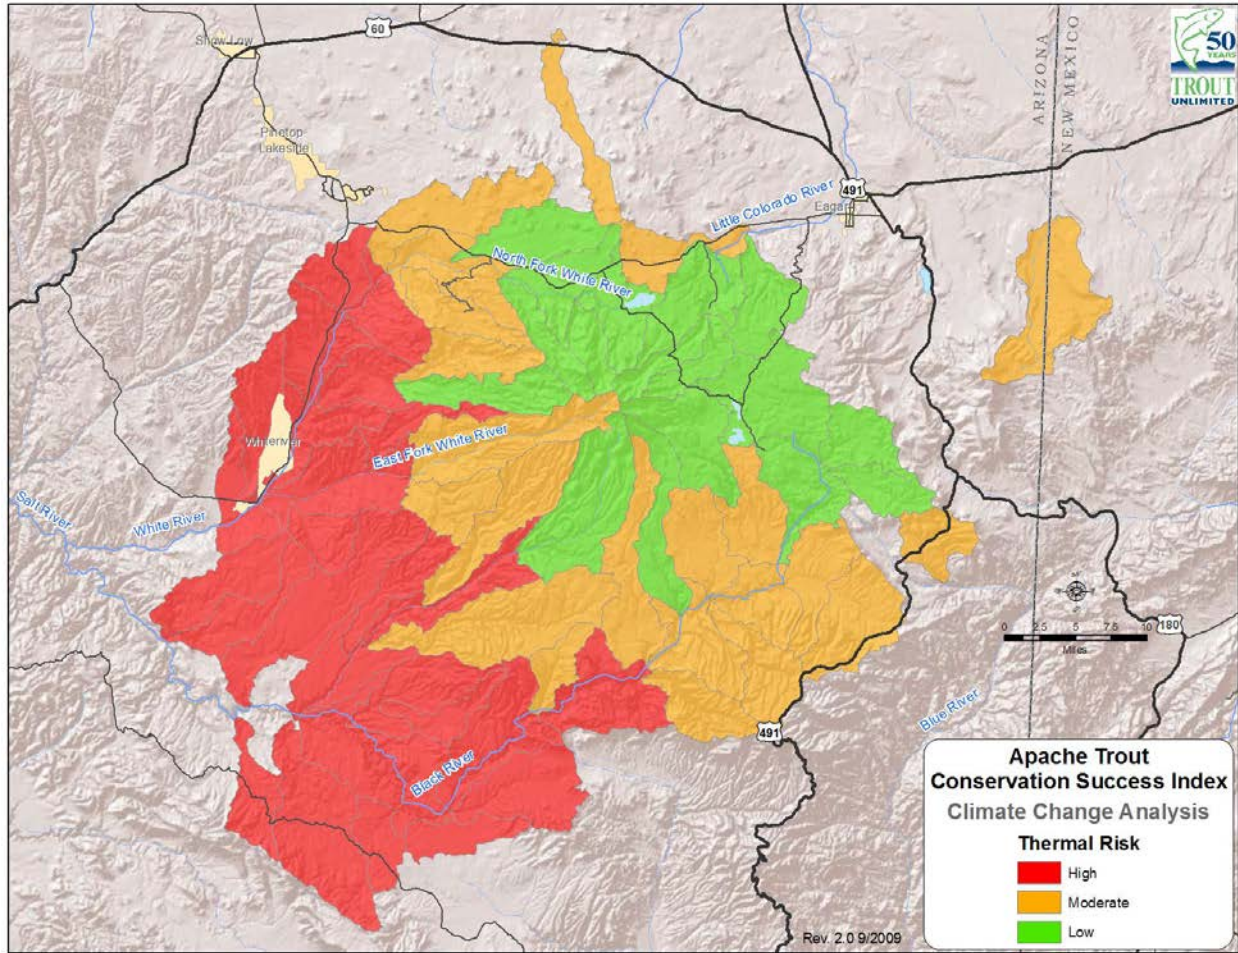 60
Show Low
ARIZONA
NEW MEXICO
50
YEARS
TROUT
UNLIMITED
Pinetop-
Lakeside
491
Eagar
Little Colorado River
North Fork White River
Whiteriver
East Fork White River
Salt River
White River
0 2.5 5 7.5 10
Miles
180
Blue River
491
Black River
Apache Trout
Conservation Success Index
Climate Change Analysis
Thermal Risk
High
Moderate
Low
Rev. 2.0 9/2009